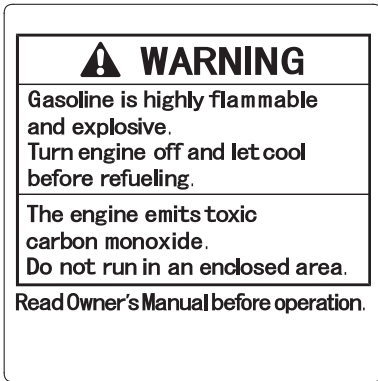 WARNING
Gasoline is highly flammable
and explosive.
Turn engine off and let cool
before refueling.
The engine emits toxic
carbon monoxide.
Do not run in an enclosed area.
Read Owner's Manual before operation.